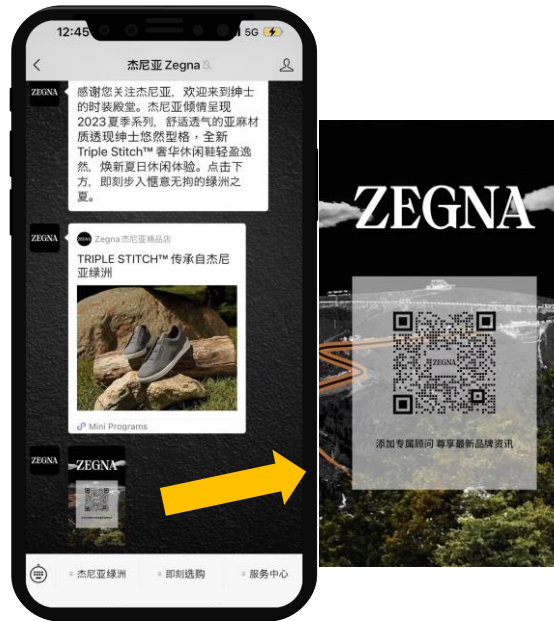 12:45
5G
杰尼亚 Zegna
ZEGNA
感谢您关注杰尼亚,欢迎来到绅士
的时装殿堂。杰尼亚倾情呈现
2023夏季系列,舒适透气的亚麻材
质透现绅士悠然型格,全新
Triple Stitch™ 奢华休闲鞋轻盈逸
然,焕新夏日休闲体验。点击下
方,即刻步入惬意无拘的绿洲之
夏。
ZEGNA
Zegna杰尼亚精品店
TRIPLE STITCH™ 传承自杰尼
亚绿洲
Mini Programs
ZEGNA
ZEGNA
杰尼亚绿洲
即刻选购
服务中心
ZEGNA
ZEGNA
添加专属顾问 尊享最新品牌资讯